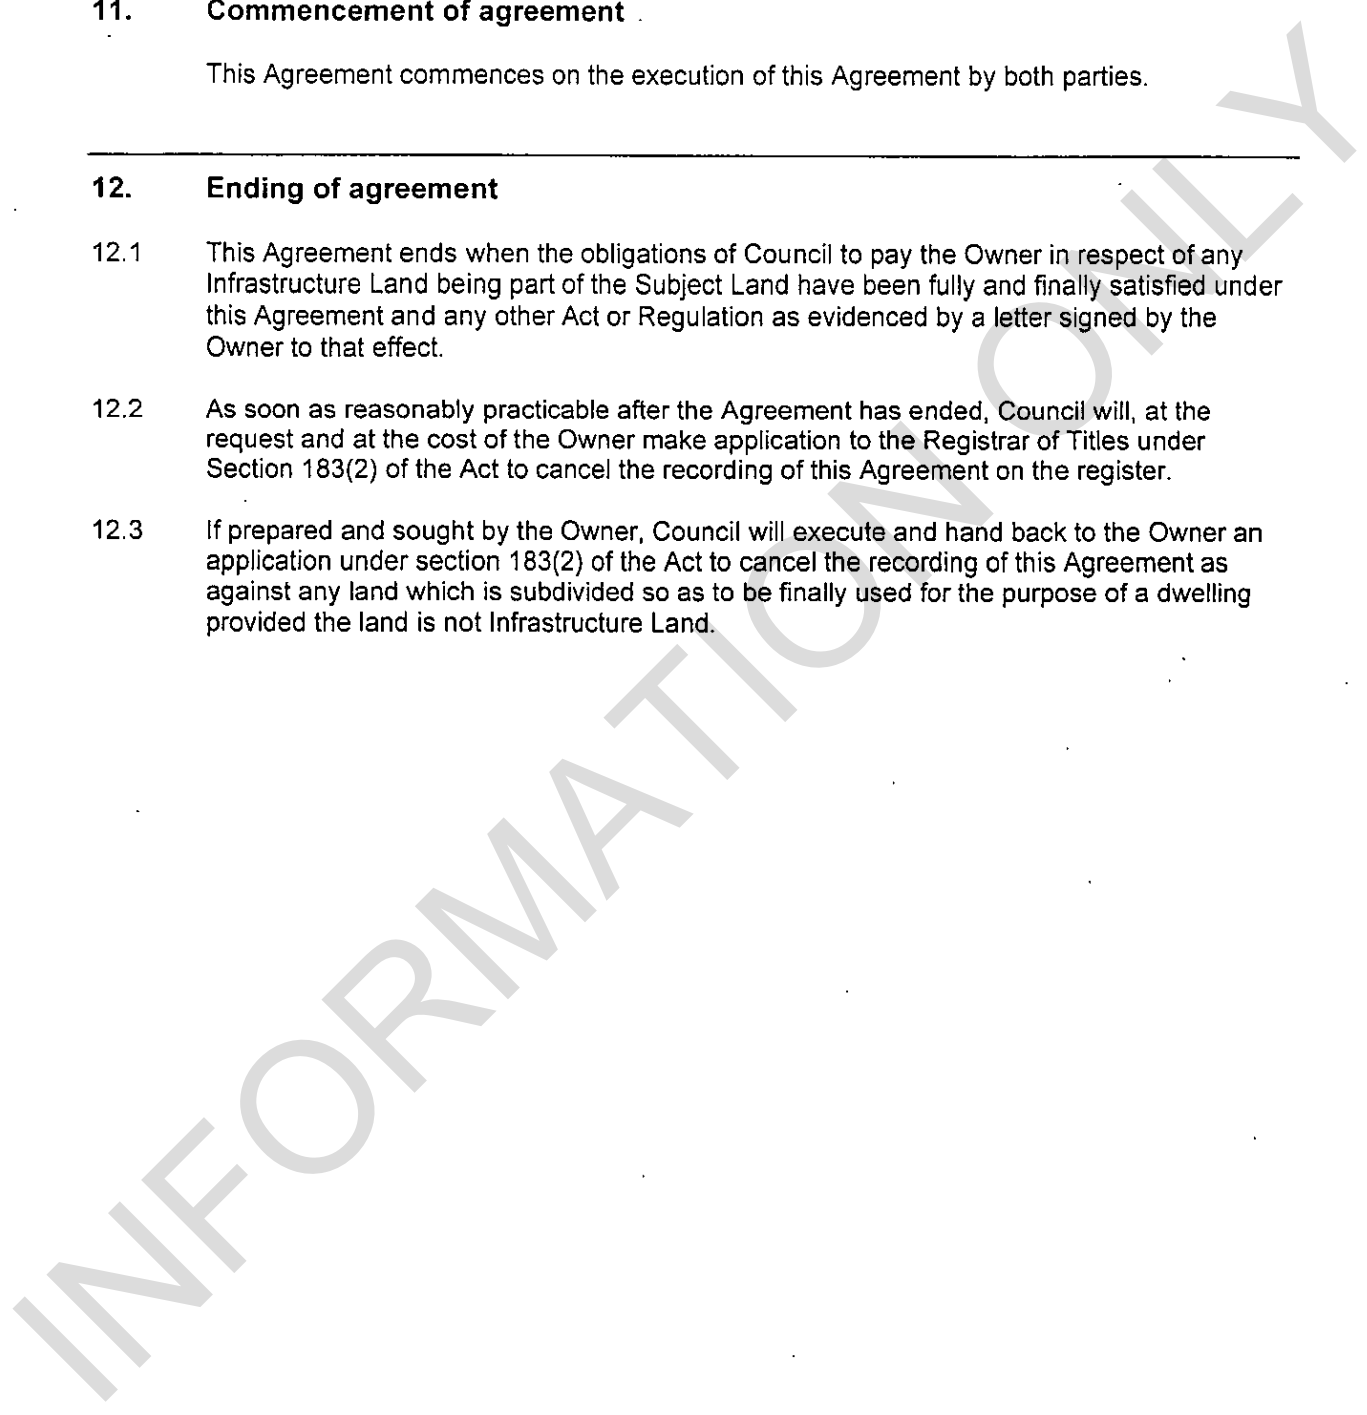 11. Commencement of agreement
This Agreement commences on the execution of this Agreement by both parties.
12. Ending of agreement
12.1 This Agreement ends when the obligations of Council to pay the Owner in respect of any
Infrastructure Land being part of the Subject Land have been fully and finally satisfied under
this Agreement and any other Act or Regulation as evidenced by a letter signed by the
Owner to that effect.
12.2 As soon as reasonably practicable after the Agreement has ended, Council will, at the
request and at the cost of the Owner make application to the Registrar of Titles under
Section 183(2) of the Act to cancel the recording of this Agreement on the register.
12.3 If prepared and sought by the Owner, Council will execute and hand back to the Owner an
application under section 183(2) of the Act to cancel the recording of this Agreement as
against any land which is subdivided so as to be finally used for the purpose of a dwelling
provided the land is not Infrastructure Land.
INFORMATION ONLY